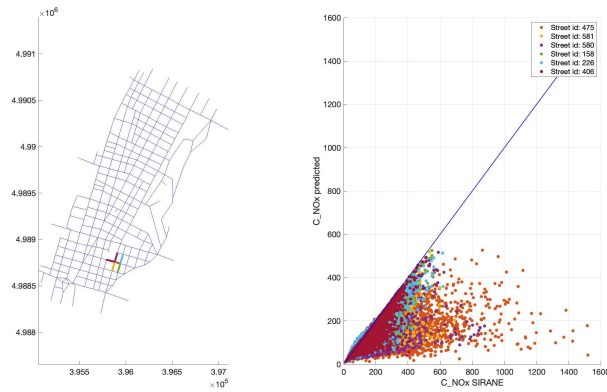 ×10⁶
4.991
4.9905
4.99
4.9895
4.989
4.9885
4.988
3.955 3.96 3.965 3.97
×10⁵
1600
1400
1200
1000
800
600
400
200
0
C_NOx predicted
0 200 400 600 800 1000 1200 1400 1600
C_NOx SIRANE
Street id: 475
Street id: 581
Street id: 580
Street id: 158
Street id: 226
Street id: 406